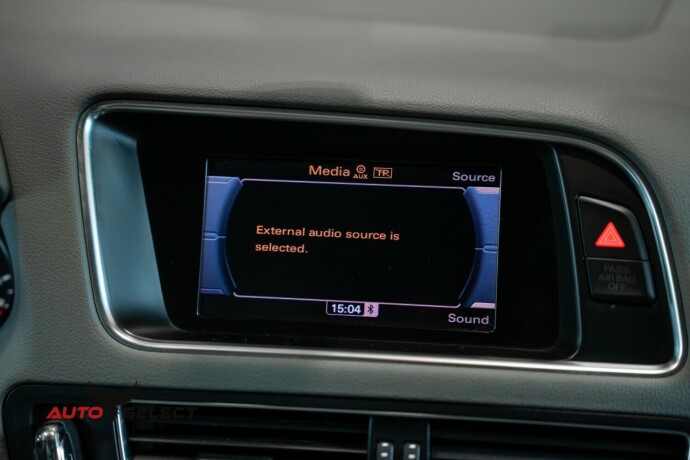 Media AUX TP
Source
External audio source is
selected.
15:04
Sound
PASS
AIR BAG
OFF
AUTO SELECT